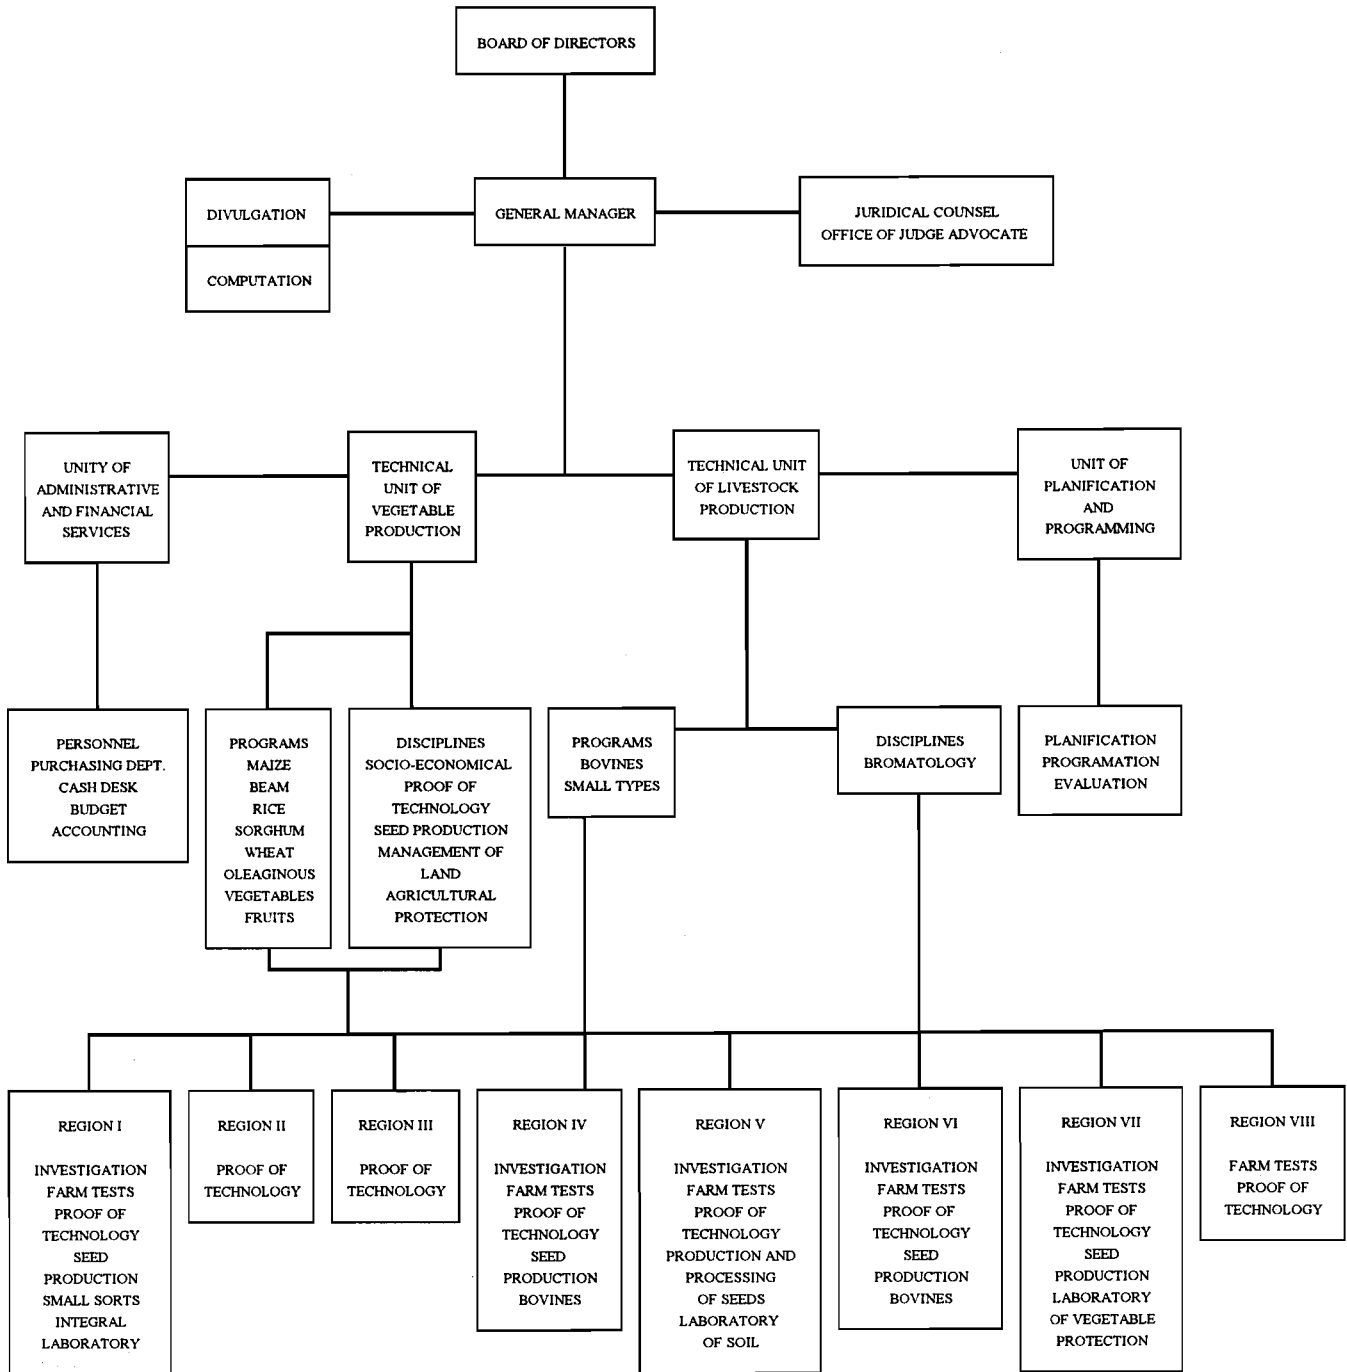 BOARD OF DIRECTORS
DIVULGATION
COMPUTATION
GENERAL MANAGER
JURIDICAL COUNSEL
OFFICE OF JUDGE ADVOCATE
UNITY OF
ADMINISTRATIVE
AND FINANCIAL
SERVICES
TECHNICAL
UNIT OF
VEGETABLE
PRODUCTION
TECHNICAL UNIT
OF LIVESTOCK
PRODUCTION
UNIT OF
PLANIFICATION
AND
PROGRAMMING
PERSONNEL
PURCHASING DEPT.
CASH DESK
BUDGET
ACCOUNTING
PROGRAMS
MAIZE
BEAM
RICE
SORGHUM
WHEAT
OLEAGINOUS
VEGETABLES
FRUITS
DISCIPLINES
SOCIO-ECONOMICAL
PROOF OF
TECHNOLOGY
SEED PRODUCTION
MANAGEMENT OF
LAND
AGRICULTURAL
PROTECTION
PROGRAMS
BOVINES
SMALL TYPES
DISCIPLINES
BROMATOLOGY
PLANIFICATION
PROGRAMATION
EVALUATION
REGION I
INVESTIGATION
FARM TESTS
PROOF OF
TECHNOLOGY
SEED
PRODUCTION
SMALL SORTS
INTEGRAL
LABORATORY
REGION II
PROOF OF
TECHNOLOGY
REGION III
PROOF OF
TECHNOLOGY
REGION IV
INVESTIGATION
FARM TESTS
PROOF OF
TECHNOLOGY
SEED
PRODUCTION
BOVINES
REGION V
INVESTIGATION
FARM TESTS
PROOF OF
TECHNOLOGY
PRODUCTION AND
PROCESSING
OF SEEDS
LABORATORY
OF SOIL
REGION VI
INVESTIGATION
FARM TESTS
PROOF OF
TECHNOLOGY
SEED
PRODUCTION
BOVINES
REGION VII
INVESTIGATION
FARM TESTS
PROOF OF
TECHNOLOGY
SEED
PRODUCTION
LABORATORY
OF VEGETABLE
PROTECTION
REGION VIII
FARM TESTS
PROOF OF
TECHNOLOGY